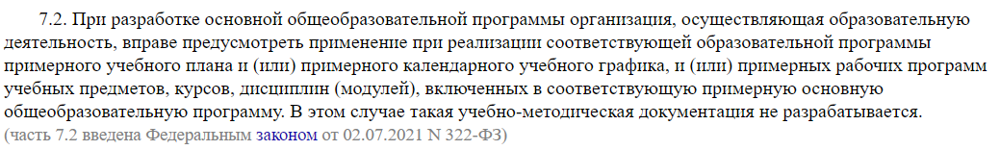 7.2. При разработке основной общеобразовательной программы организация, осуществляющая образовательную
деятельность, вправе предусмотреть применение при реализации соответствующей образовательной программы
примерного учебного плана и (или) примерного календарного учебного графика, и (или) примерных рабочих программ
учебных предметов, курсов, дисциплин (модулей), включенных в соответствующую примерную основную
общеобразовательную программу. В этом случае такая учебно-методическая документация не разрабатывается.
(часть 7.2 введена Федеральным законом от 02.07.2021 N 322-ФЗ)